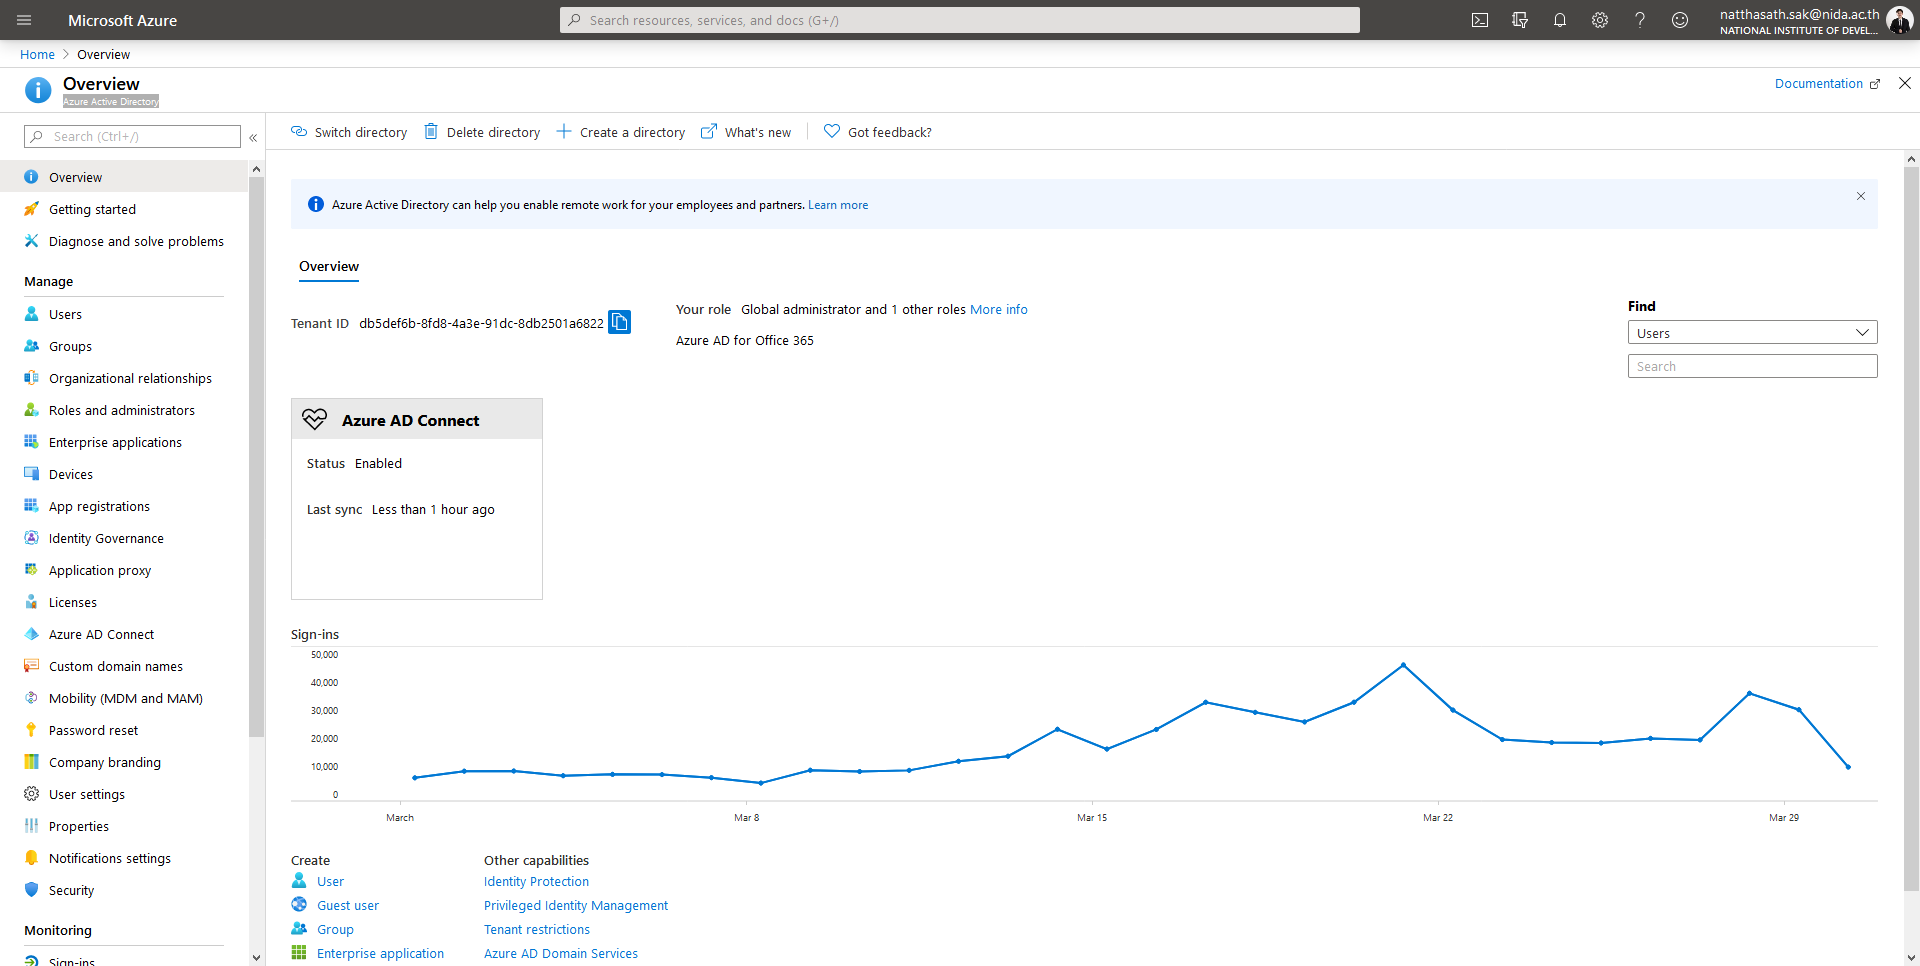 Microsoft Azure
Search resources, services, and docs (G+/)
natthasath.sak@nida.ac.th
NATIONAL INSTITUTE OF DEVEL...
Home > Overview
Overview
Azure Active Directory
Documentation
Search (Ctrl+/)
«
Switch directory
Delete directory
Create a directory
What's new
Got feedback?
Overview
Getting started
Diagnose and solve problems
Manage
Users
Groups
Organizational relationships
Roles and administrators
Enterprise applications
Devices
App registrations
Identity Governance
Application proxy
Licenses
Azure AD Connect
Custom domain names
Mobility (MDM and MAM)
Password reset
Company branding
User settings
Properties
Notifications settings
Security
Monitoring
Sign-ins
Azure Active Directory can help you enable remote work for your employees and partners. Learn more
Overview
Tenant ID db5def6b-8fd8-4a3e-91dc-8db2501a6822
Your role Global administrator and 1 other roles More info
Azure AD for Office 365
Find
Users
Search
Azure AD Connect
Status Enabled
Last sync Less than 1 hour ago
Sign-ins
50,000
40,000
30,000
20,000
10,000
0
March
Mar 8
Mar 15
Mar 22
Mar 29
Create
User
Guest user
Group
Enterprise application
Other capabilities
Identity Protection
Privileged Identity Management
Tenant restrictions
Azure AD Domain Services